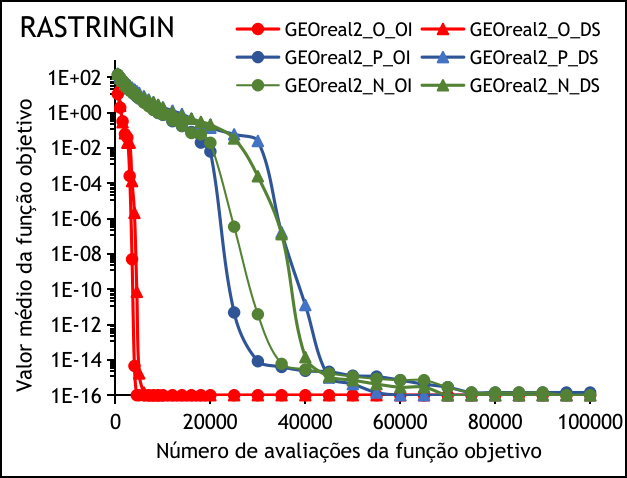 RASTRINGIN
GEOreal2_O_OI GEOreal2_O_DS
GEOreal2_P_OI GEOreal2_P_DS
GEOreal2_N_OI GEOreal2_N_DS
Valor médio da função objetivo
1E+02
1E+00
1E-02
1E-04
1E-06
1E-08
1E-10
1E-12
1E-14
1E-16
0 20000 40000 60000 80000 100000
Número de avaliações da função objetivo